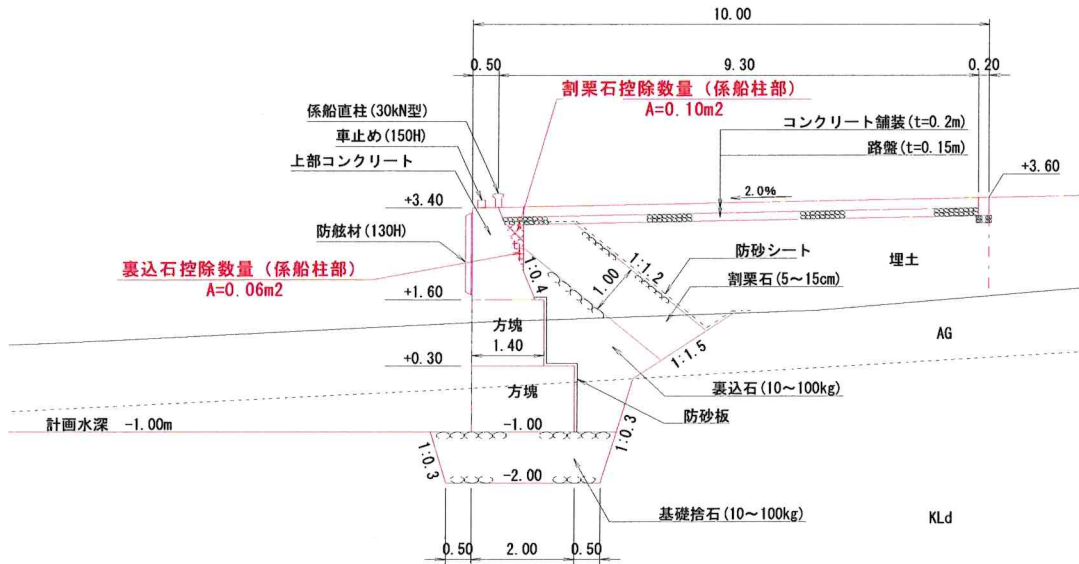 10.00
0.50
9.30
0.20
割栗石控除数量（係船柱部）
A=0.10m2
係船直柱(30kN型)
車止め(150H)
上部コンクリート
コンクリート舗装(t=0.2m)
路盤(t=0.15m)
+3.60
2.0%
+3.40
防舷材(130H)
防砂シート
埋土
裏込石控除数量（係船柱部）
A=0.06m2
1:0.4
1:1.2
1.00
割栗石(5～15cm)
+1.60
方塊
1.40
AG
1:1.5
+0.30
方塊
裏込石(10～100kg)
防砂板
計画水深 -1.00m
-1.00
1:0.3
1:0.3
-2.00
基礎捨石(10～100kg)
KLd
0.50
2.00
0.50